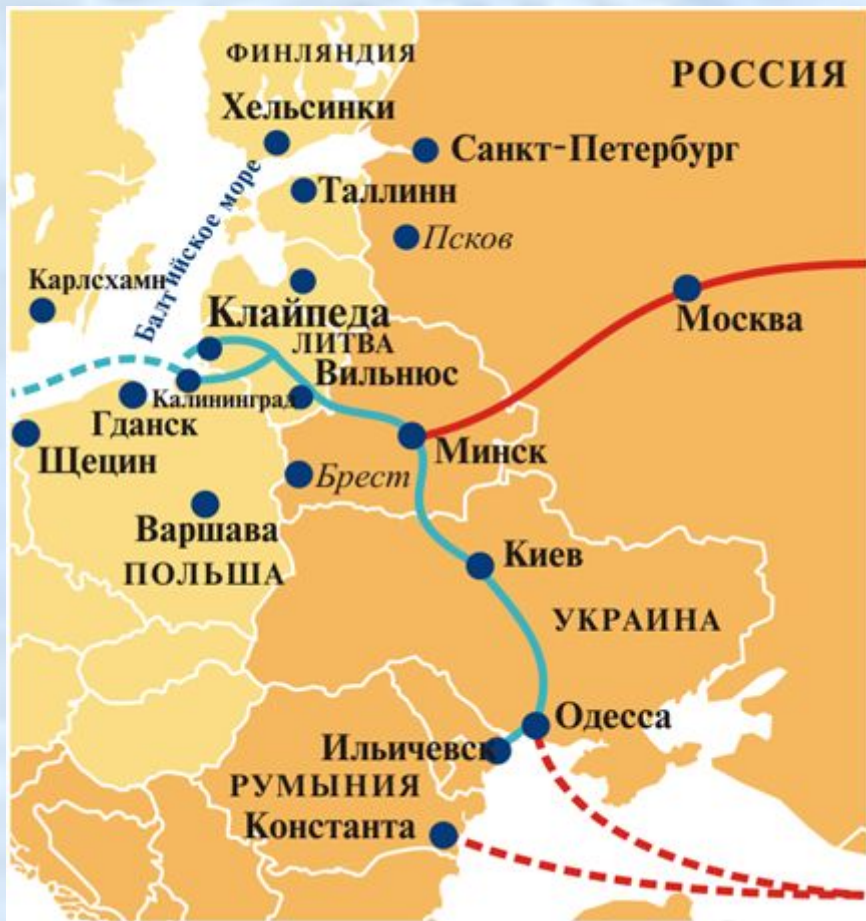 ФИНЛЯНДИЯ
РОССИЯ
Хельсинки
Санкт-Петербург
Таллинн
Балтийское море
Псков
Карлсхамн
Клайпеда
Москва
ЛИТВА
Вильнюс
Калининград
Гданск
Щецин
Минск
Брест
Варшава
ПОЛЬША
Киев
УКРАИНА
Одесса
Ильичевск
РУМЫНИЯ
Константа